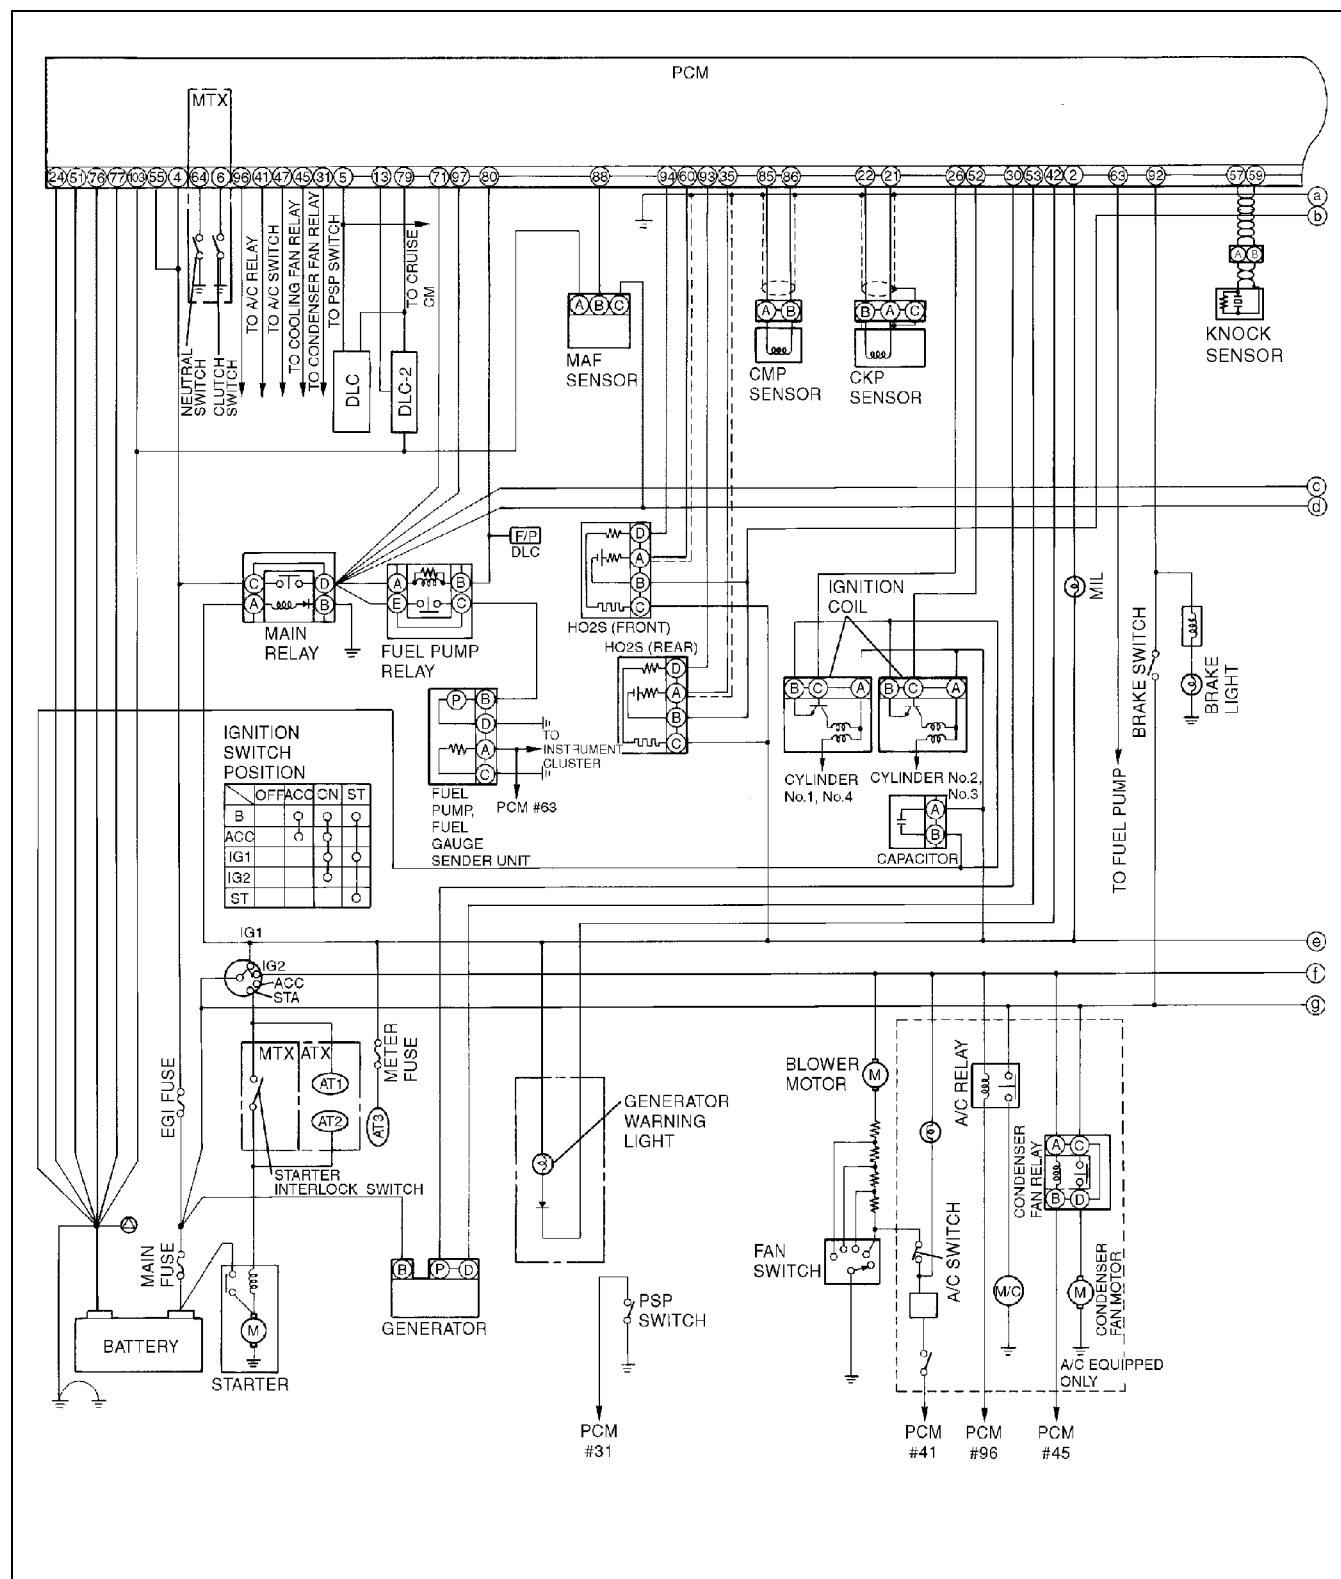 PCM
MTX
24 51 76 77 103 55 4 64 6 96 41 47 45 31 5 13 79 71 97 80 88 94 60 93 35 85 86 22 21 26 52 30 53 42 2 63 92 57 59
a
b
NEUTRAL
SWITCH
CLUTCH
SWITCH
TO A/C RELAY
TO A/C SWITCH
TO COOLING FAN RELAY
TO CONDENSER FAN RELAY
TO PSP SWITCH
TO CRUISE
CM
DLC
DLC-2
A B C
MAF
SENSOR
A B
CMP
SENSOR
B A C
CKP
SENSOR
A B
KNOCK
SENSOR
c
d
F/P
DLC
C D
A B
MAIN
RELAY
A B
E C
FUEL PUMP
RELAY
D
A
B
C
HO2S (FRONT)
HO2S (REAR)
D
A
B
C
IGNITION
COIL
B C A
B C A
CYLINDER
No.1, No.4
CYLINDER No.2,
No.3
A
B
CAPACITOR
MIL
BRAKE SWITCH
BRAKE
LIGHT
TO FUEL PUMP
P B
D
A
C
TO
INSTRUMENT
CLUSTER
PCM #63
FUEL
PUMP,
FUEL
GAUGE
SENDER UNIT
IGNITION
SWITCH
POSITION
OFF ACC ON ST
B
ACC
IG1
IG2
ST
IG1
IG2
ACC
STA
e
f
g
EGI FUSE
MTX ATX
AT1
AT2
METER
FUSE
AT3
STARTER
INTERLOCK SWITCH
GENERATOR
WARNING
LIGHT
BLOWER
MOTOR
M
A/C RELAY
CONDENSER
FAN RELAY
A C
B D
FAN
SWITCH
A/C SWITCH
M/C
M
CONDENSER
FAN MOTOR
A/C EQUIPPED
ONLY
MAIN
FUSE
BATTERY
M
STARTER
B P D
GENERATOR
PSP
SWITCH
PCM
#31
PCM
#41
PCM
#96
PCM
#45